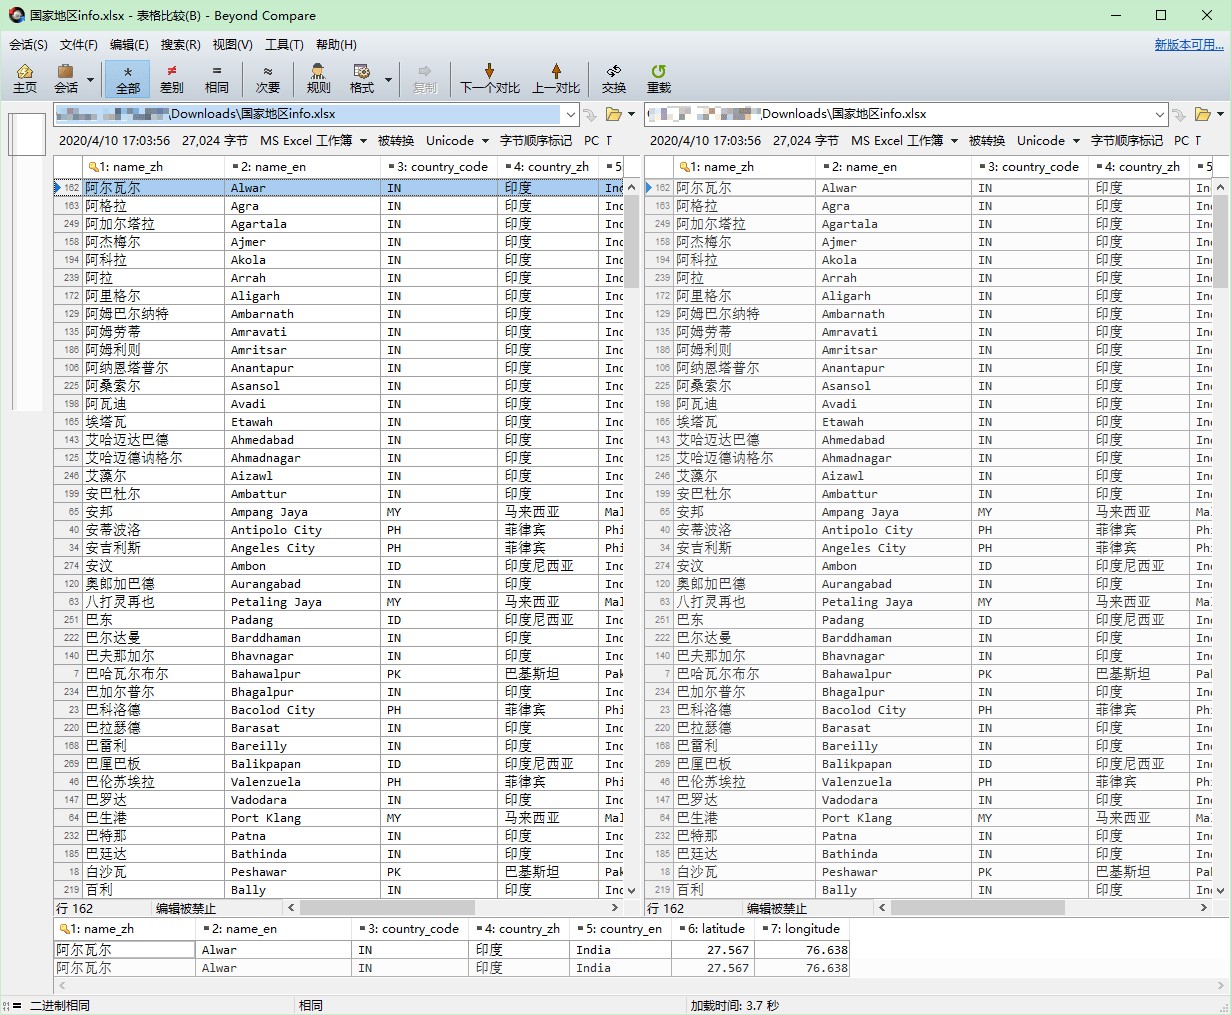 国家地区info.xlsx - 表格比较(B) - Beyond Compare
会话(S) 文件(F) 编辑(E) 搜索(R) 视图(V) 工具(T) 帮助(H) 新版本可用...
主页 会话 全部 差别 相同 次要 规则 格式 复制 下一个对比 上一对比 交换 重载
\Downloads\国家地区info.xlsx \Downloads\国家地区info.xlsx
2020/4/10 17:03:56 27,024 字节 MS Excel 工作簿 被转换 Unicode 字节顺序标记 PC T 2020/4/10 17:03:56 27,024 字节 MS Excel 工作簿 被转换 Unicode 字节顺序标记 PC T
1: name_zh 2: name_en 3: country_code 4: country_zh 5 1: name_zh 2: name_en 3: country_code 4: country_zh 5
162 阿尔瓦尔 Alwar IN 印度 Inc 162 阿尔瓦尔 Alwar IN 印度 Inc
163 阿格拉 Agra IN 印度 Inc 163 阿格拉 Agra IN 印度 Inc
249 阿加尔塔拉 Agartala IN 印度 Inc 249 阿加尔塔拉 Agartala IN 印度 Inc
158 阿杰梅尔 Ajmer IN 印度 Inc 158 阿杰梅尔 Ajmer IN 印度 Inc
194 阿科拉 Akola IN 印度 Inc 194 阿科拉 Akola IN 印度 Inc
239 阿拉 Arrah IN 印度 Inc 239 阿拉 Arrah IN 印度 Inc
172 阿里格尔 Aligarh IN 印度 Inc 172 阿里格尔 Aligarh IN 印度 Inc
129 阿姆巴尔纳特 Ambarnath IN 印度 Inc 129 阿姆巴尔纳特 Ambarnath IN 印度 Inc
135 阿姆劳蒂 Amravati IN 印度 Inc 135 阿姆劳蒂 Amravati IN 印度 Inc
186 阿姆利则 Amritsar IN 印度 Inc 186 阿姆利则 Amritsar IN 印度 Inc
106 阿纳恩塔普尔 Anantapur IN 印度 Inc 106 阿纳恩塔普尔 Anantapur IN 印度 Inc
225 阿桑索尔 Asansol IN 印度 Inc 225 阿桑索尔 Asansol IN 印度 Inc
198 阿瓦迪 Avadi IN 印度 Inc 198 阿瓦迪 Avadi IN 印度 Inc
165 埃塔瓦 Etawah IN 印度 Inc 165 埃塔瓦 Etawah IN 印度 Inc
143 艾哈迈达巴德 Ahmedabad IN 印度 Inc 143 艾哈迈达巴德 Ahmedabad IN 印度 Inc
125 艾哈迈德讷格尔 Ahmadnagar IN 印度 Inc 125 艾哈迈德讷格尔 Ahmadnagar IN 印度 Inc
246 艾藻尔 Aizawl IN 印度 Inc 246 艾藻尔 Aizawl IN 印度 Inc
199 安巴杜尔 Ambattur IN 印度 Inc 199 安巴杜尔 Ambattur IN 印度 Inc
65 安邦 Ampang Jaya MY 马来西亚 Mal 65 安邦 Ampang Jaya MY 马来西亚 Mal
40 安蒂波洛 Antipolo City PH 菲律宾 Phi 40 安蒂波洛 Antipolo City PH 菲律宾 Phi
34 安吉利斯 Angeles City PH 菲律宾 Phi 34 安吉利斯 Angeles City PH 菲律宾 Phi
274 安汶 Ambon ID 印度尼西亚 Inc 274 安汶 Ambon ID 印度尼西亚 Inc
120 奥郎加巴德 Aurangabad IN 印度 Inc 120 奥郎加巴德 Aurangabad IN 印度 Inc
63 八打灵再也 Petaling Jaya MY 马来西亚 Mal 63 八打灵再也 Petaling Jaya MY 马来西亚 Mal
251 巴东 Padang ID 印度尼西亚 Inc 251 巴东 Padang ID 印度尼西亚 Inc
222 巴尔达曼 Barddhaman IN 印度 Inc 222 巴尔达曼 Barddhaman IN 印度 Inc
140 巴夫那加尔 Bhavnagar IN 印度 Inc 140 巴夫那加尔 Bhavnagar IN 印度 Inc
7 巴哈瓦尔布尔 Bahawalpur PK 巴基斯坦 Pak 7 巴哈瓦尔布尔 Bahawalpur PK 巴基斯坦 Pak
234 巴加尔普尔 Bhagalpur IN 印度 Inc 234 巴加尔普尔 Bhagalpur IN 印度 Inc
23 巴科洛德 Bacolod City PH 菲律宾 Phi 23 巴科洛德 Bacolod City PH 菲律宾 Phi
220 巴拉瑟德 Barasat IN 印度 Inc 220 巴拉瑟德 Barasat IN 印度 Inc
168 巴雷利 Bareilly IN 印度 Inc 168 巴雷利 Bareilly IN 印度 Inc
269 巴厘巴板 Balikpapan ID 印度尼西亚 Inc 269 巴厘巴板 Balikpapan ID 印度尼西亚 Inc
46 巴伦苏埃拉 Valenzuela PH 菲律宾 Phi 46 巴伦苏埃拉 Valenzuela PH 菲律宾 Phi
147 巴罗达 Vadodara IN 印度 Inc 147 巴罗达 Vadodara IN 印度 Inc
64 巴生港 Port Klang MY 马来西亚 Mal 64 巴生港 Port Klang MY 马来西亚 Mal
232 巴特那 Patna IN 印度 Inc 232 巴特那 Patna IN 印度 Inc
185 巴廷达 Bathinda IN 印度 Inc 185 巴廷达 Bathinda IN 印度 Inc
18 白沙瓦 Peshawar PK 巴基斯坦 Pak 18 白沙瓦 Peshawar PK 巴基斯坦 Pak
219 百利 Bally IN 印度 Inc 219 百利 Bally IN 印度 Inc
行 162 编辑被禁止 行 162 编辑被禁止
1: name_zh 2: name_en 3: country_code 4: country_zh 5: country_en 6: latitude 7: longitude
阿尔瓦尔 Alwar IN 印度 India 27.567 76.638
阿尔瓦尔 Alwar IN 印度 India 27.567 76.638
二进制相同 相同 加载时间: 3.7 秒